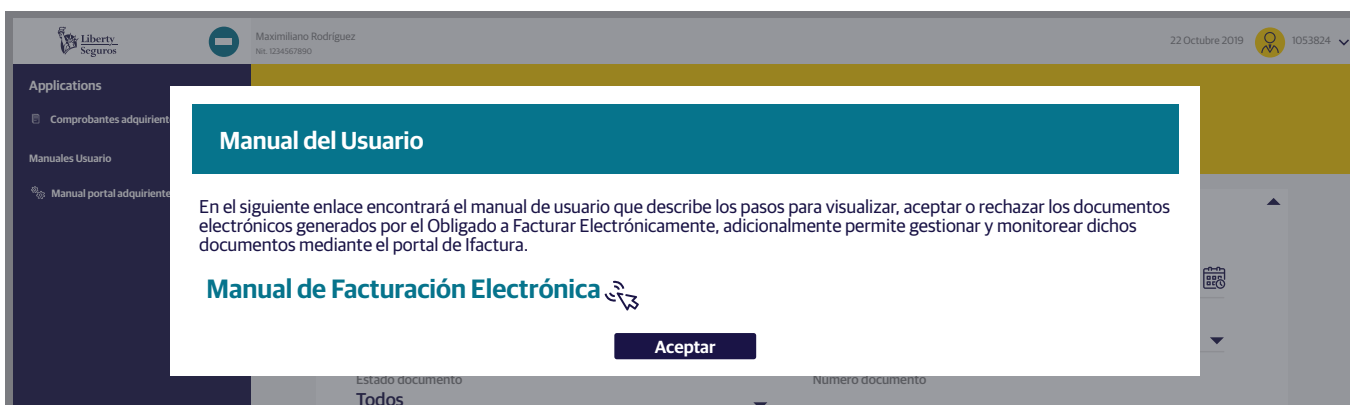 Liberty
Seguros
Maximiliano Rodríguez
Nit. 1234567890
22 Octubre 2019
1053824
Applications
Comprobantes adquirient
Manuales Usuario
Manual portal adquiriente
Manual del Usuario
En el siguiente enlace encontrará el manual de usuario que describe los pasos para visualizar, aceptar o rechazar los documentos
electrónicos generados por el Obligado a Facturar Electrónicamente, adicionalmente permite gestionar y monitorear dichos
documentos mediante el portal de Ifactura.
Manual de Facturación Electrónica
Aceptar
Estado documento
Número documento
Todos